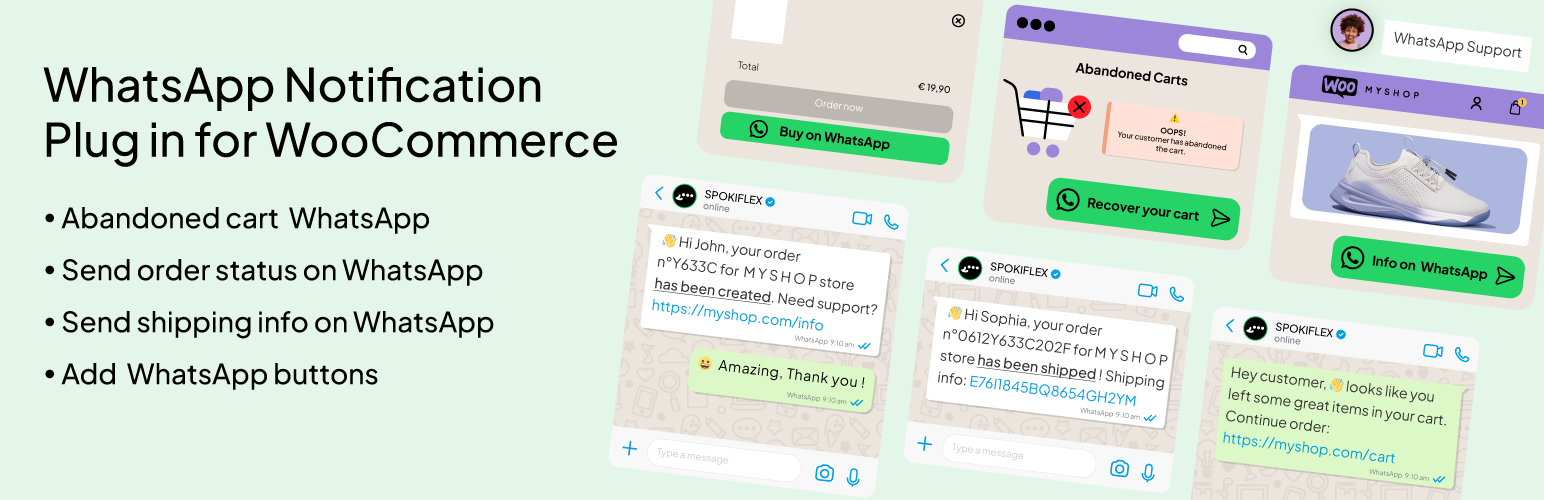 WhatsApp Notification
Plug in for WooCommerce
• Abandoned cart WhatsApp
• Send order status on WhatsApp
• Send shipping info on WhatsApp
• Add WhatsApp buttons
Total
€ 19,90
Order now
Buy on WhatsApp
Abandoned Carts
OOPS!
Your customer has abandoned
the cart.
Recover your cart
WhatsApp Support
WOO MYSHOP
1
Info on WhatsApp
SPOKIFLEX
online
👋 Hi John, your order
n°Y633C for MYSHOP store
has been created. Need support?
https://myshop.com/info
WhatsApp 9:10 am
😀 Amazing, Thank you !
WhatsApp 9:10 am
Type a message
SPOKIFLEX
online
👋 Hi Sophia, your order
n°0612Y633C202F for MYSHOP
store has been shipped ! Shipping
info: E76I1845BQ8654GH2YM
WhatsApp 9:10 am
Type a message
SPOKIFLEX
online
Hey customer, 👋 looks like you
left some great items in your cart.
Continue order:
https://myshop.com/cart
WhatsApp 9:10 am